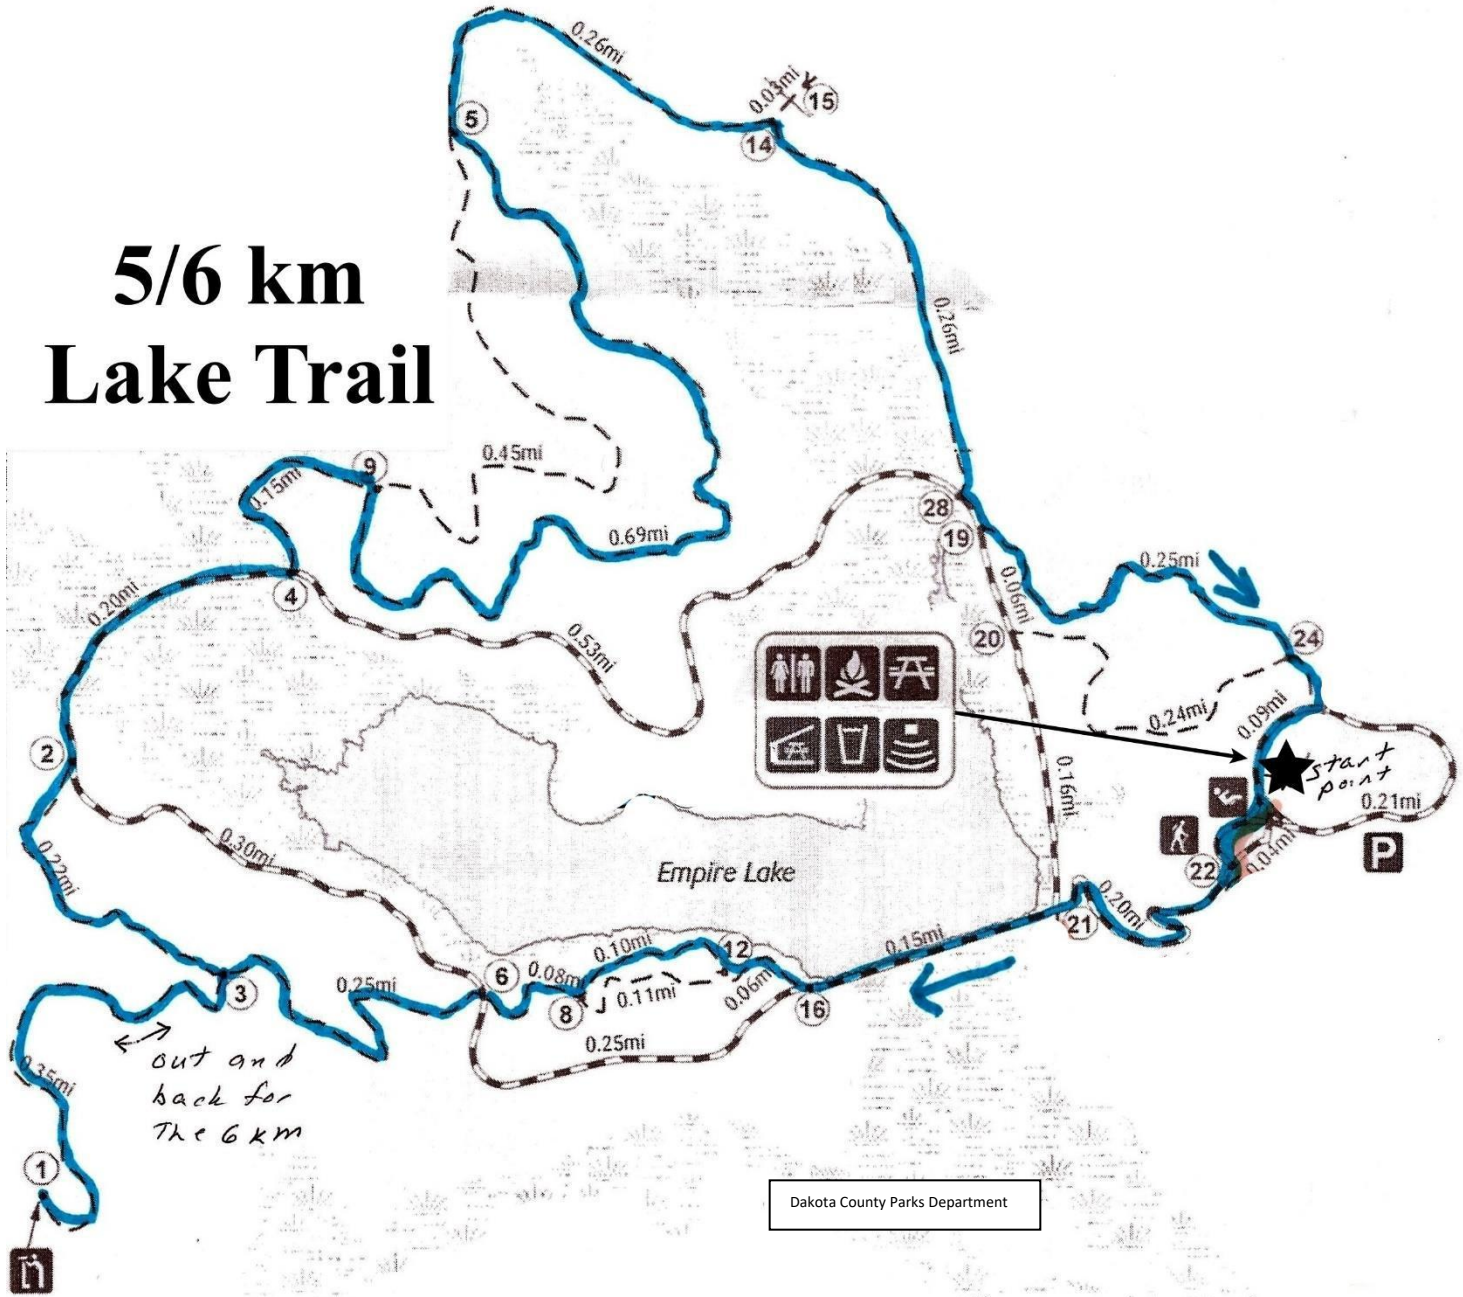 0.26mi
0.03mi
15
5
14
5/6 km
Lake Trail
0.26mi
9
0.45mi
0.15mi
28
0.69mi
19
0.25mi
0.06mi
4
0.20mi
20
24
0.53mi
0.24mi
0.09mi
2
start
point
0.16mi
0.21mi
0.30mi
P
0.22mi
Empire Lake
22
0.04mi
0.20mi
21
0.15mi
0.10mi
12
6
0.08m
0.06m
3
0.25mi
0.11mi
8
16
0.25mi
out and
back for
The 6 km
0.35mi
1
Dakota County Parks Department